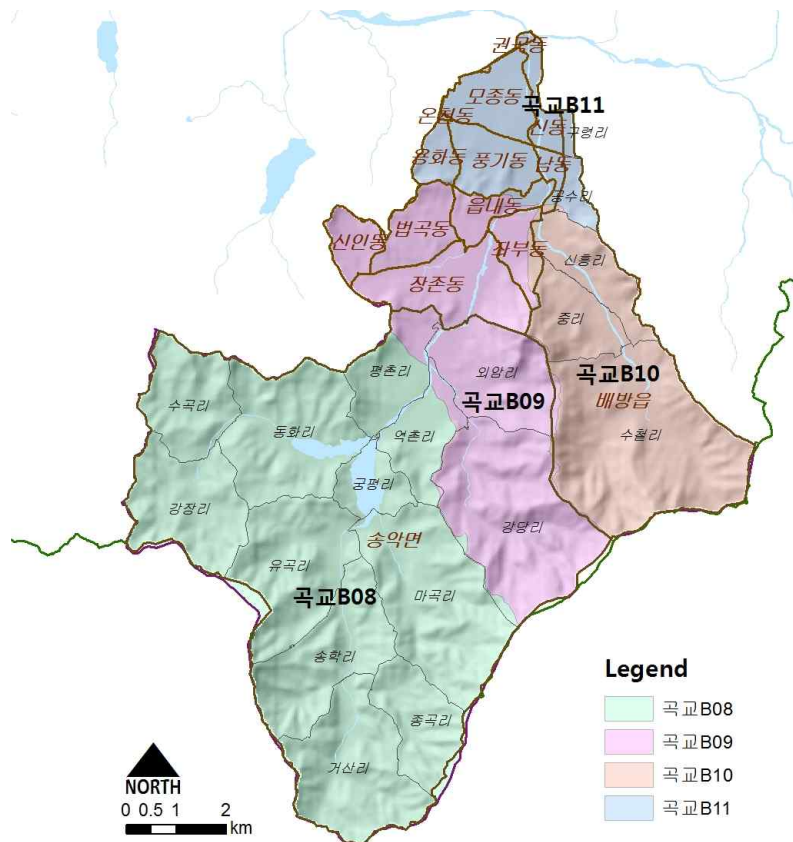 권곡동
모종동
곡교B11
온천동
신동
구령리
용화동
풍기동
남동
공수리
읍내동
신인동
법곡동
좌부동
신흥리
장존동
중리
평촌리
외암리
곡교B10
수곡리
곡교B09
배방읍
동화리
역촌리
수철리
궁평리
강장리
강당리
송악면
유곡리
마곡리
곡교B08
송학리
종곡리
거산리
Legend
곡교B08
곡교B09
곡교B10
곡교B11
NORTH
0 0.5 1 2
km